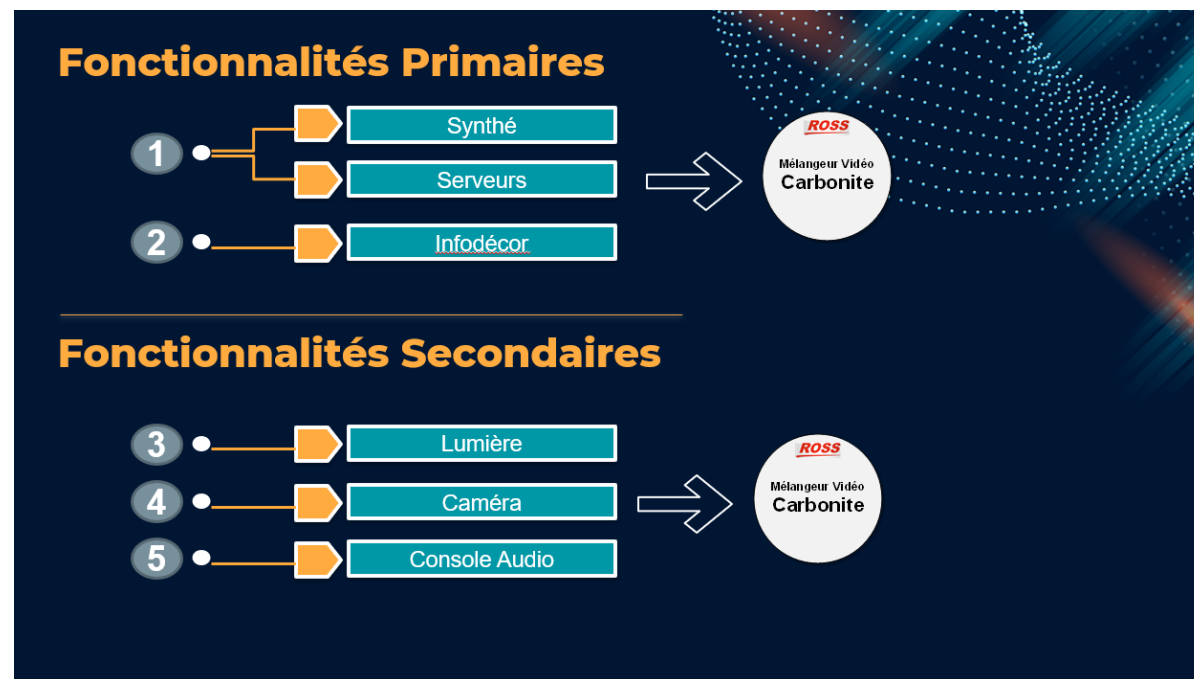 Fonctionnalités Primaires
1
Synthé
Serveurs
2
Infodécor
ROSS
Mélangeur Vidéo
Carbonite
Fonctionnalités Secondaires
3
Lumière
4
Caméra
5
Console Audio
ROSS
Mélangeur Vidéo
Carbonite